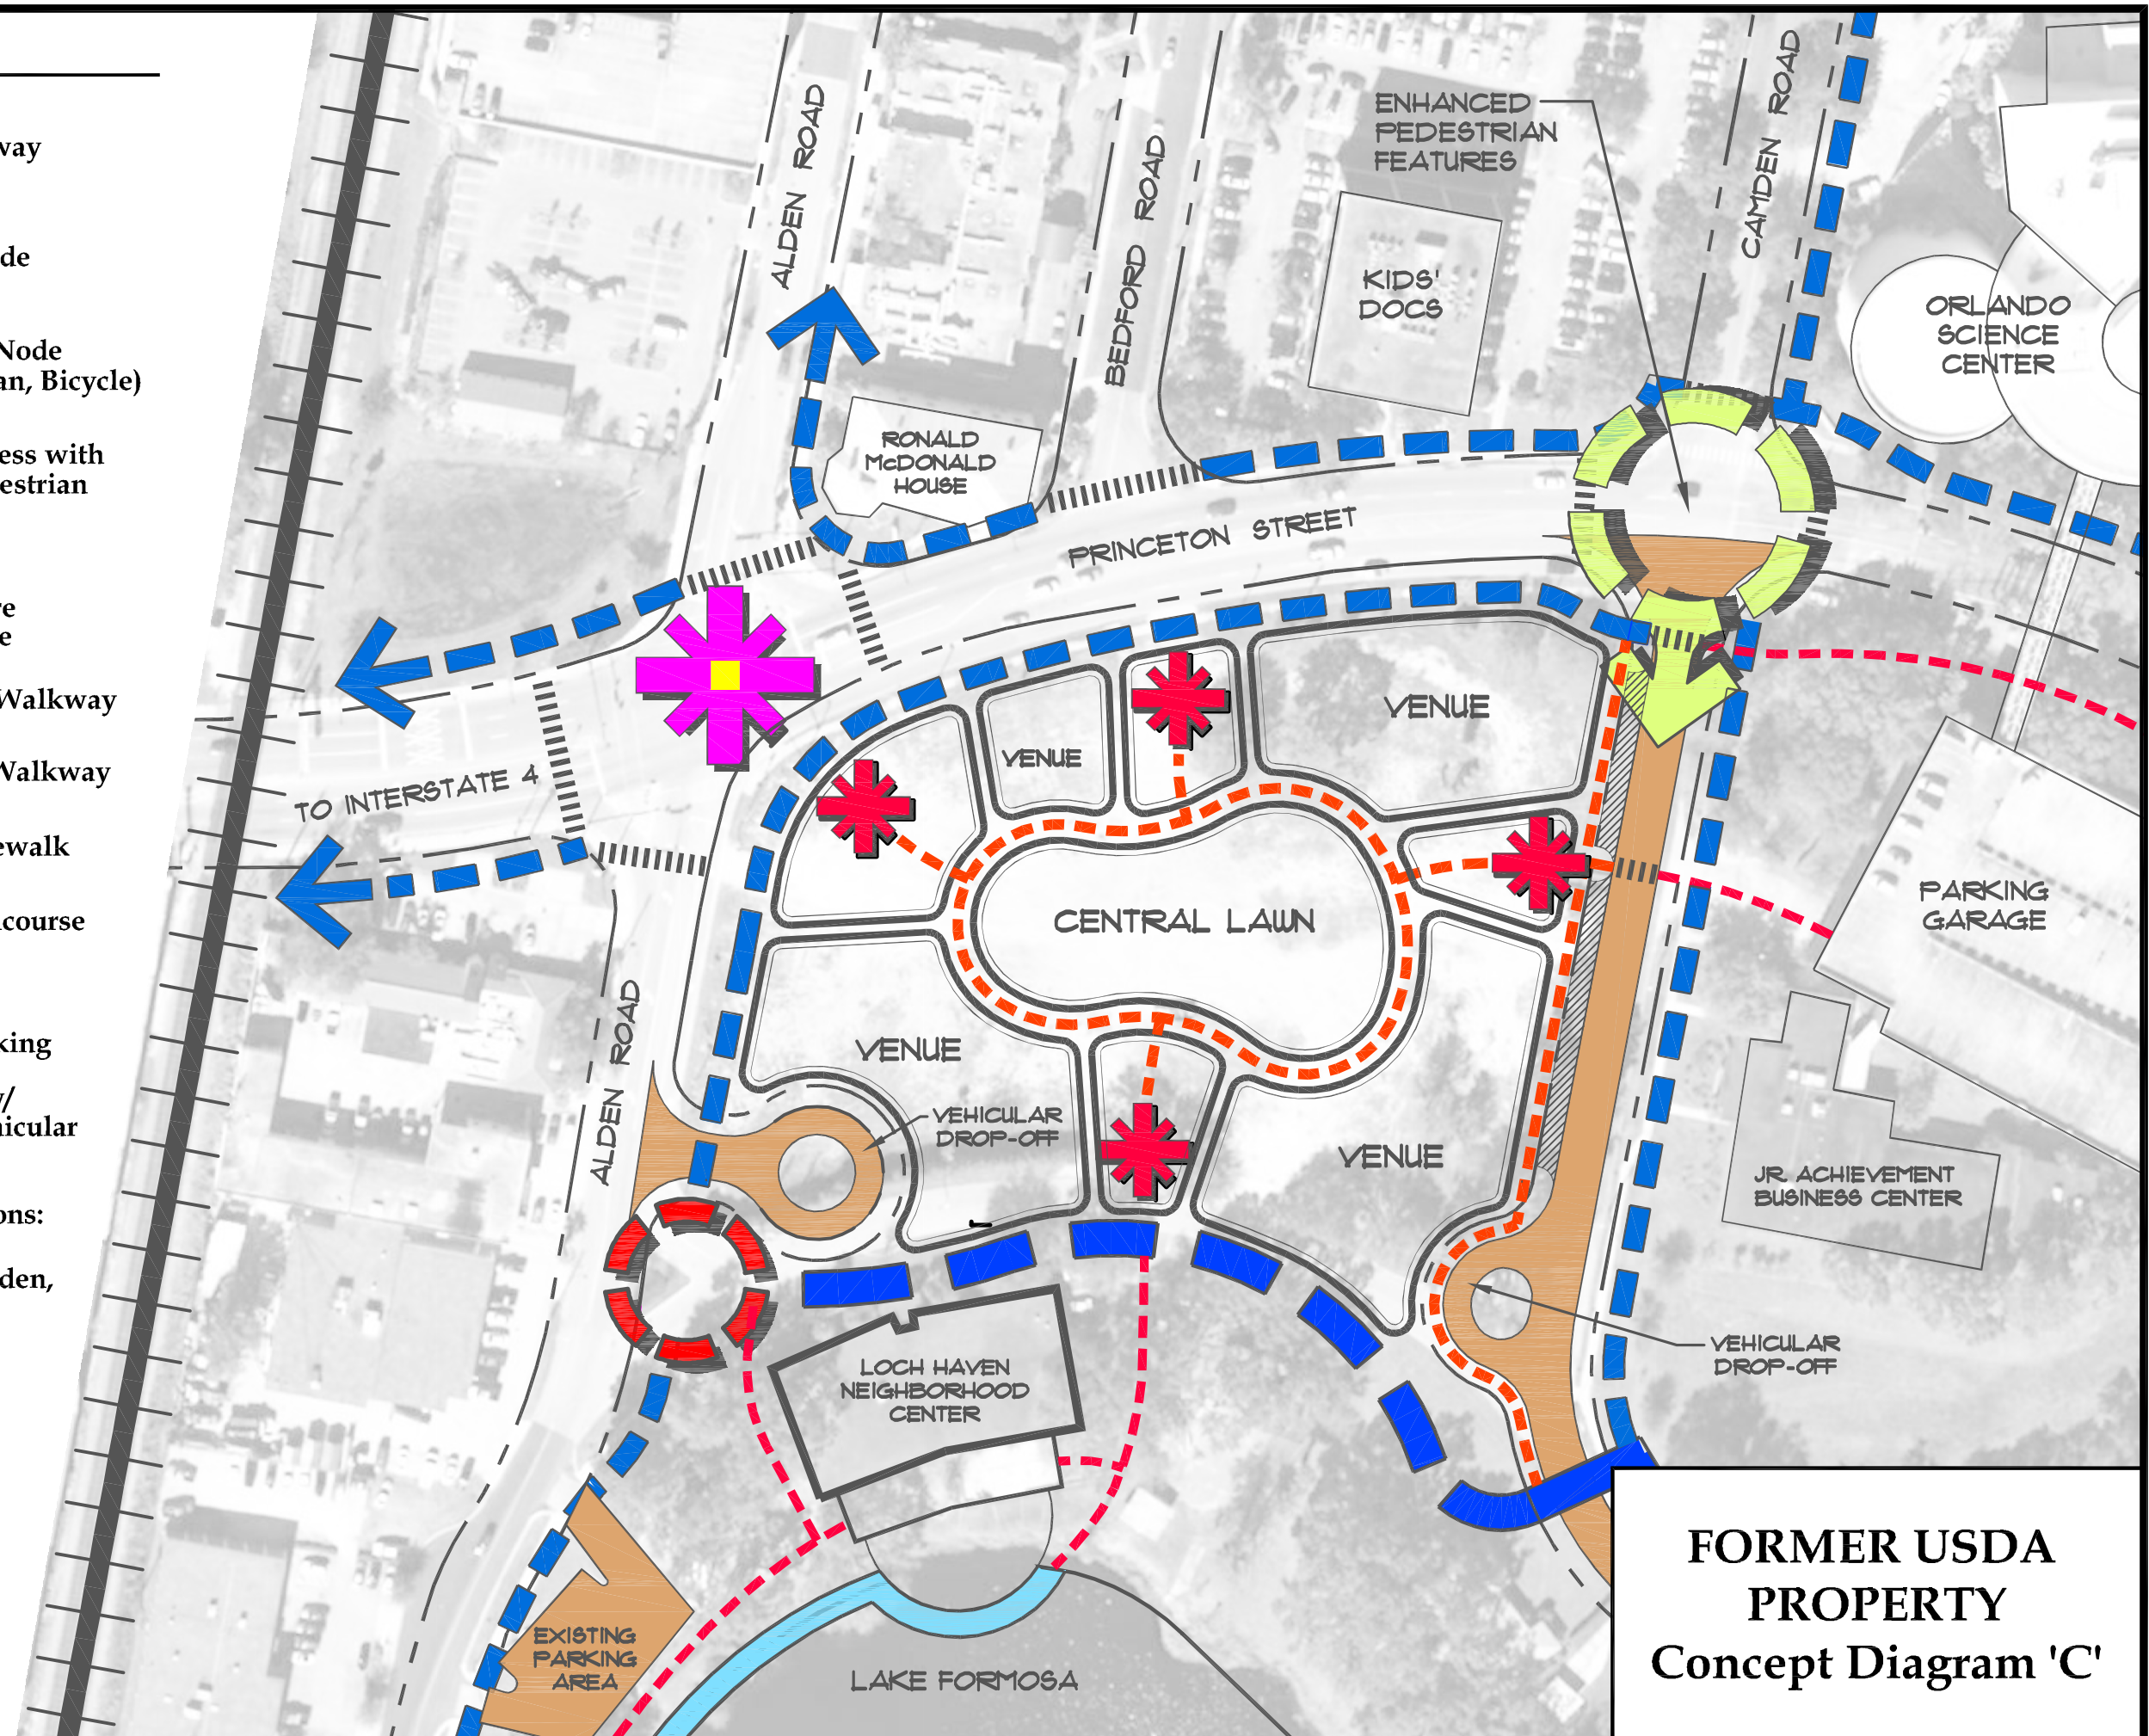 way
de
Node
an, Bicycle)
ess with
estrian
re
e
Walkway
Walkway
ewalk
course
king
y/
nicular
ons:
den,
ALDEN ROAD
BEDFORD ROAD
ENHANCED
PEDESTRIAN
FEATURES
CAMDEN ROAD
KIDS'
DOCS
ORLANDO
SCIENCE
CENTER
RONALD
McDONALD
HOUSE
PRINCETON STREET
TO INTERSTATE 4
VENUE
VENUE
CENTRAL LAWN
PARKING
GARAGE
ALDEN ROAD
VENUE
VEHICULAR
DROP-OFF
VENUE
JR. ACHIEVEMENT
BUSINESS CENTER
VEHICULAR
DROP-OFF
LOCH HAVEN
NEIGHBORHOOD
CENTER
EXISTING
PARKING
AREA
LAKE FORMOSA
FORMER USDA
PROPERTY
Concept Diagram 'C'